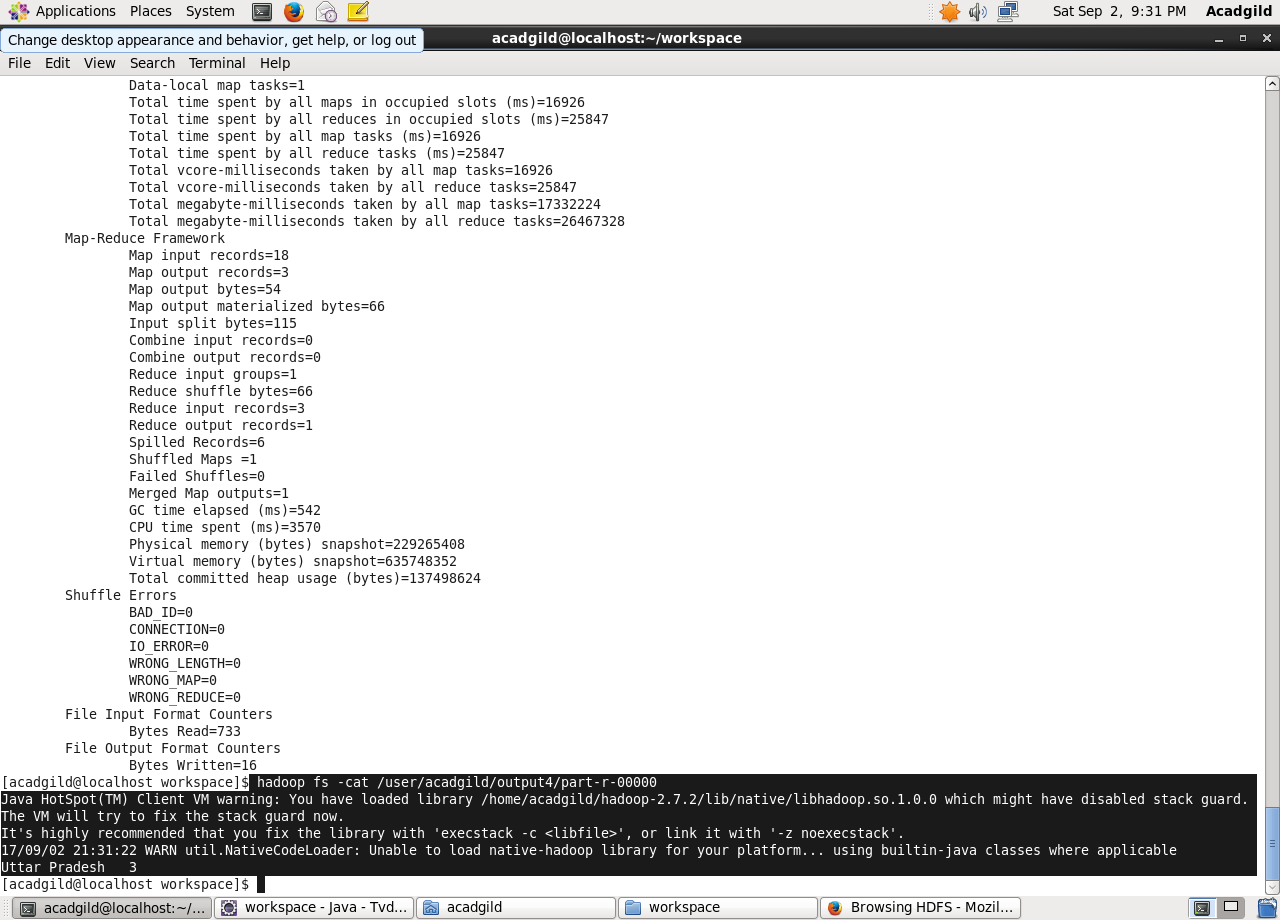 Applications Places System Sat Sep 2, 9:31 PM Acadgild
Change desktop appearance and behavior, get help, or log out
acadgild@localhost:~/workspace
File Edit View Search Terminal Help
Data-local map tasks=1
Total time spent by all maps in occupied slots (ms)=16926
Total time spent by all reduces in occupied slots (ms)=25847
Total time spent by all map tasks (ms)=16926
Total time spent by all reduce tasks (ms)=25847
Total vcore-milliseconds taken by all map tasks=16926
Total vcore-milliseconds taken by all reduce tasks=25847
Total megabyte-milliseconds taken by all map tasks=17332224
Total megabyte-milliseconds taken by all reduce tasks=26467328
Map-Reduce Framework
Map input records=18
Map output records=3
Map output bytes=54
Map output materialized bytes=66
Input split bytes=115
Combine input records=0
Combine output records=0
Reduce input groups=1
Reduce shuffle bytes=66
Reduce input records=3
Reduce output records=1
Spilled Records=6
Shuffled Maps =1
Failed Shuffles=0
Merged Map outputs=1
GC time elapsed (ms)=542
CPU time spent (ms)=3570
Physical memory (bytes) snapshot=229265408
Virtual memory (bytes) snapshot=635748352
Total committed heap usage (bytes)=137498624
Shuffle Errors
BAD_ID=0
CONNECTION=0
IO_ERROR=0
WRONG_LENGTH=0
WRONG_MAP=0
WRONG_REDUCE=0
File Input Format Counters
Bytes Read=733
File Output Format Counters
Bytes Written=16
[acadgild@localhost workspace]$ hadoop fs -cat /user/acadgild/output4/part-r-00000
Java HotSpot(TM) Client VM warning: You have loaded library /home/acadgild/hadoop-2.7.2/lib/native/libhadoop.so.1.0.0 which might have disabled stack guard.
The VM will try to fix the stack guard now.
It's highly recommended that you fix the library with 'execstack -c <libfile>', or link it with '-z noexecstack'.
17/09/02 21:31:22 WARN util.NativeCodeLoader: Unable to load native-hadoop library for your platform... using builtin-java classes where applicable
Uttar Pradesh 3
[acadgild@localhost workspace]$
acadgild@localhost:~/... workspace - Java - Tvd... acadgild workspace Browsing HDFS - Mozil...